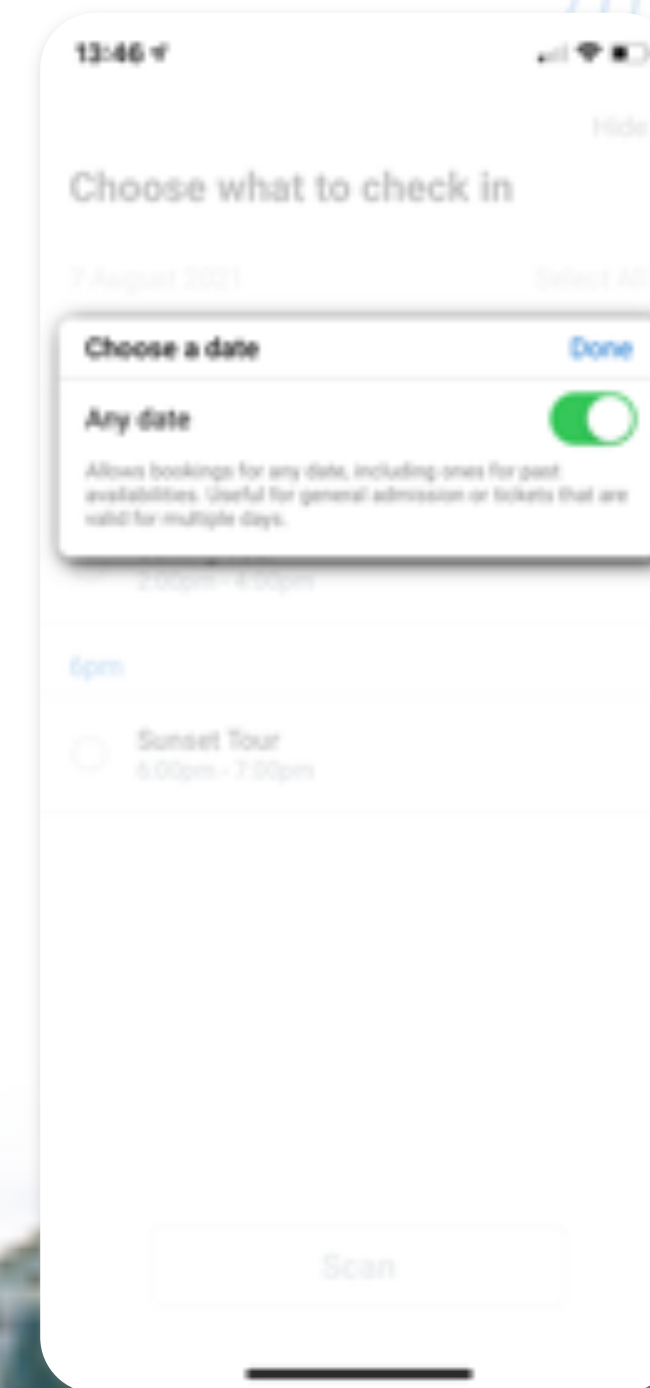 13:46
Hide
Choose what to check in
7 August 2021 Select All
Choose a date Done
Any date
Allows bookings for any date, including ones for past
availabilities. Useful for general admission or tickets that are
valid for multiple days.
2:00pm - 4:00pm
6pm
Sunset Tour
6:00pm - 7:00pm
Scan